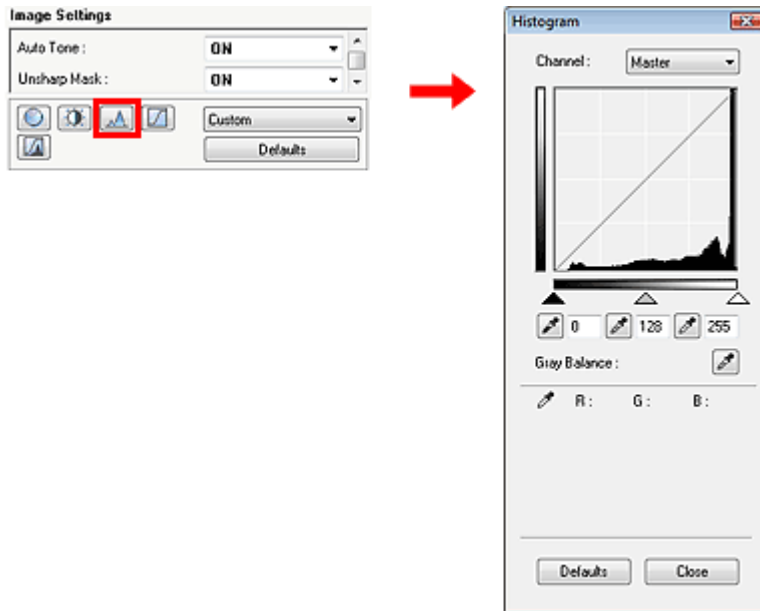 Image Settings
Auto Tone : ON
Unsharp Mask : ON
Custom
Defaults
Histogram
Channel : Master
0 128 255
Gray Balance :
R : G : B :
Defaults Close